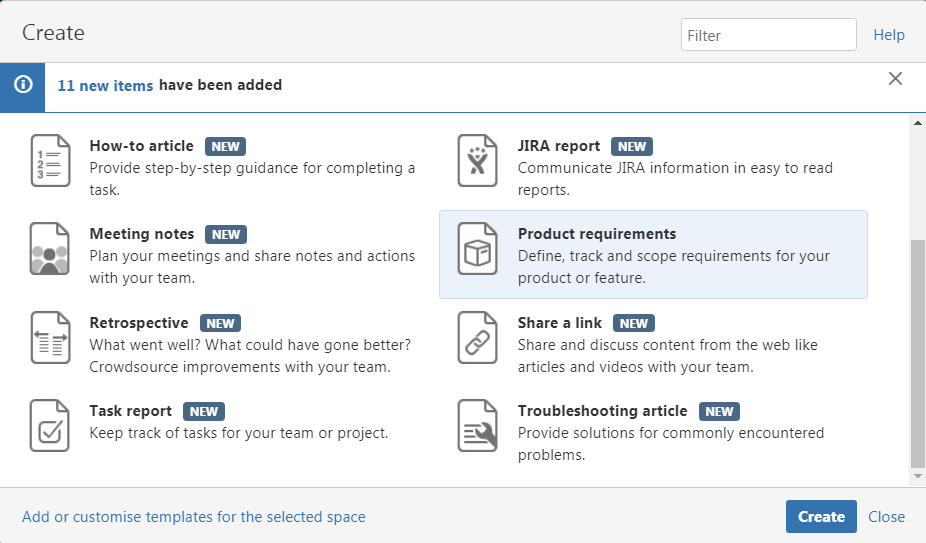 Create
Filter
Help
11 new items have been added
How-to article NEW
Provide step-by-step guidance for completing a
task.
JIRA report NEW
Communicate JIRA information in easy to read
reports.
Meeting notes NEW
Plan your meetings and share notes and actions
with your team.
Product requirements
Define, track and scope requirements for your
product or feature.
Retrospective NEW
What went well? What could have gone better?
Crowdsource improvements with your team.
Share a link NEW
Share and discuss content from the web like
articles and videos with your team.
Task report NEW
Keep track of tasks for your team or project.
Troubleshooting article NEW
Provide solutions for commonly encountered
problems.
Add or customise templates for the selected space
Create
Close